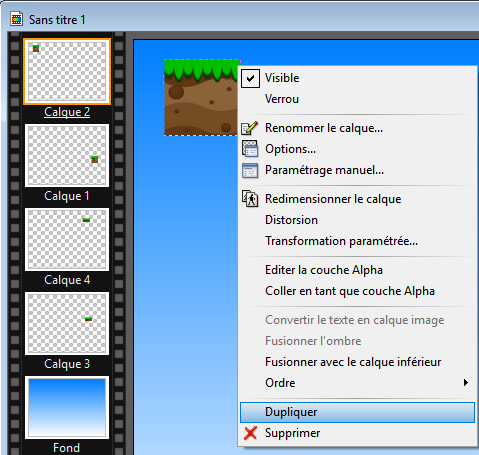 Sans titre 1
Calque 2
Calque 1
Calque 4
Calque 3
Fond
Visible
Verrou
Renommer le calque...
Options...
Paramétrage manuel...
Redimensionner le calque
Distorsion
Transformation paramétrée...
Editer la couche Alpha
Coller en tant que couche Alpha
Convertir le texte en calque image
Fusionner l'ombre
Fusionner avec le calque inférieur
Ordre
Dupliquer
Supprimer